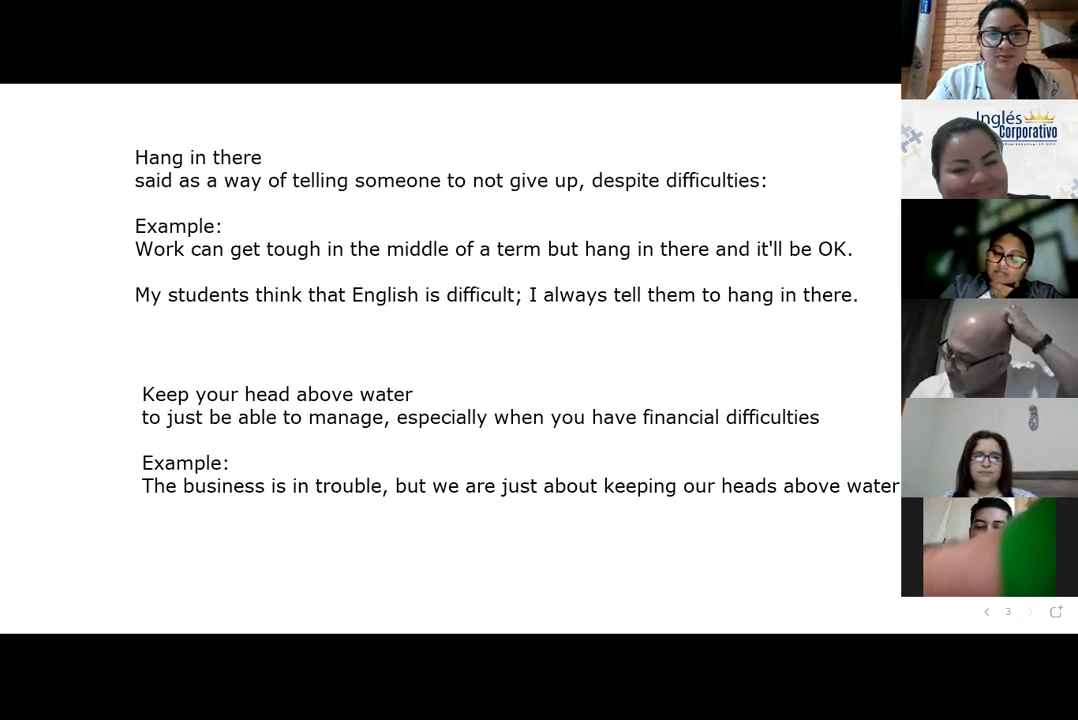 Hang in there
said as a way of telling someone to not give up, despite difficulties:
Example:
Work can get tough in the middle of a term but hang in there and it'll be OK.
My students think that English is difficult; I always tell them to hang in there.
Keep your head above water
to just be able to manage, especially when you have financial difficulties
Example:
The business is in trouble, but we are just about keeping our heads above water
Inglés
Corporativo
3